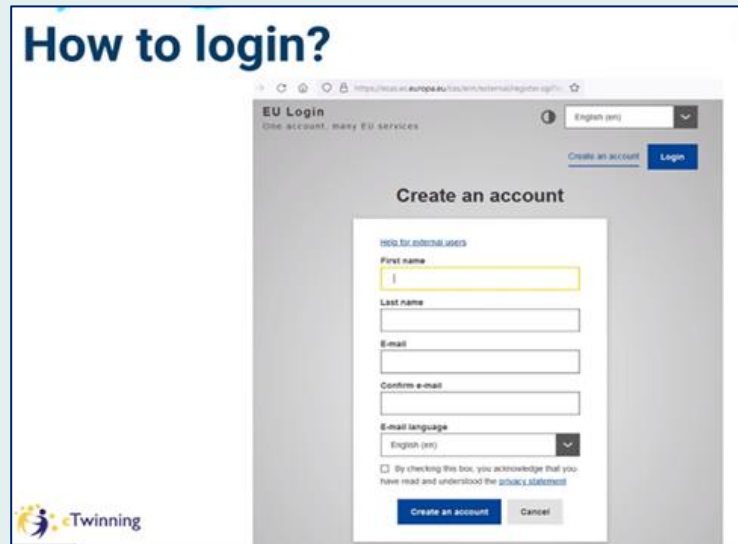 How to login?
EU Login
One account, many EU services
English (en)
Create an account
Login
Create an account
Help for external users
First name
Last name
E-mail
Confirm e-mail
E-mail language
English (en)
By checking this box, you acknowledge that you
have read and understood the privacy statement
Create an account
Cancel
eTwinning